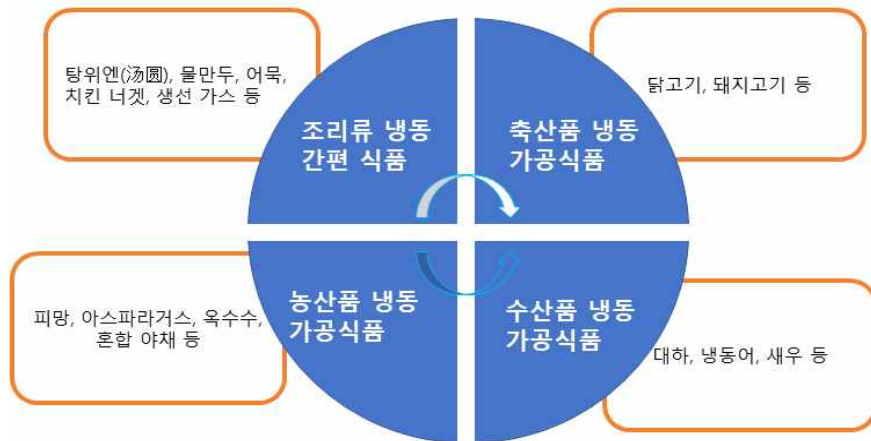 탕위엔(汤圆), 물만두, 어묵,
치킨 너겟, 생선 가스 등
조리류 냉동
간편 식품
축산품 냉동
가공식품
닭고기, 돼지고기 등
피망, 아스파라거스, 옥수수,
혼합 야채 등
농산품 냉동
가공식품
수산품 냉동
가공식품
대하, 냉동어, 새우 등